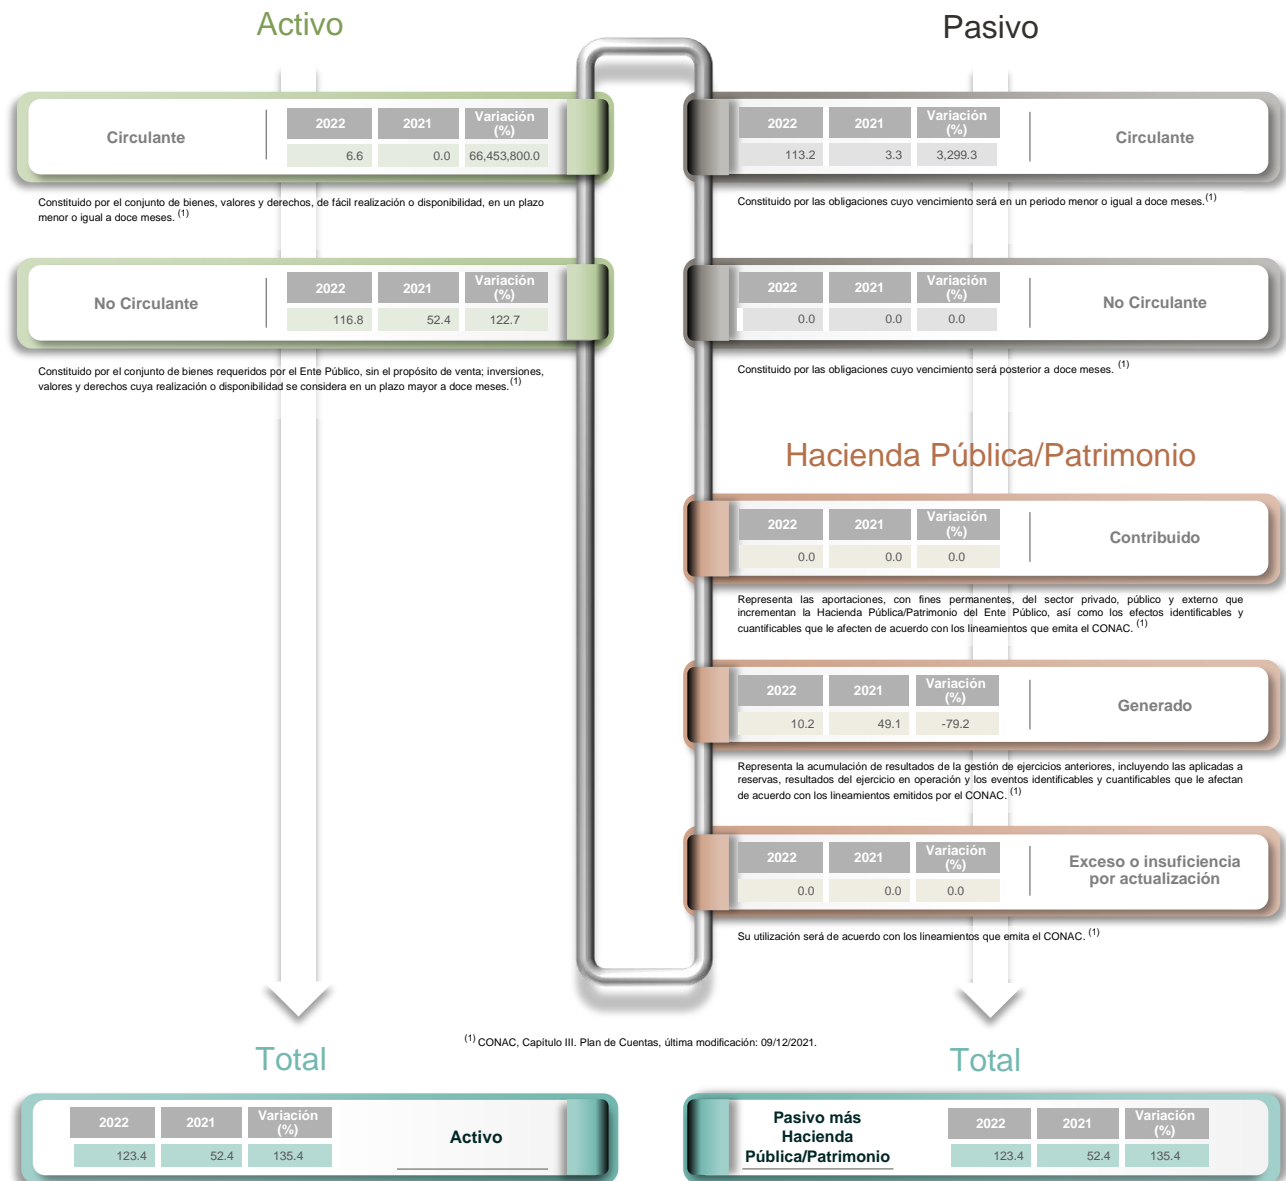 Activo
Circulante
2022 2021 Variación (%)
6.6 0.0 66,453,800.0
Constituido por el conjunto de bienes, valores y derechos, de fácil realización o disponibilidad, en un plazo
menor o igual a doce meses. (1)
No Circulante
2022 2021 Variación (%)
116.8 52.4 122.7
Constituido por el conjunto de bienes requeridos por el Ente Público, sin el propósito de venta; inversiones,
valores y derechos cuya realización o disponibilidad se considera en un plazo mayor a doce meses. (1)
Pasivo
2022 2021 Variación (%)
113.2 3.3 3,299.3
Circulante
Constituido por las obligaciones cuyo vencimiento será en un periodo menor o igual a doce meses. (1)
2022 2021 Variación (%)
0.0 0.0 0.0
No Circulante
Constituido por las obligaciones cuyo vencimiento será posterior a doce meses. (1)
Hacienda Pública/Patrimonio
2022 2021 Variación (%)
0.0 0.0 0.0
Contribuido
Representa las aportaciones, con fines permanentes, del sector privado, público y externo que
incrementan la Hacienda Pública/Patrimonio del Ente Público, así como los efectos identificables y
cuantificables que le afecten de acuerdo con los lineamientos que emita el CONAC. (1)
2022 2021 Variación (%)
10.2 49.1 -79.2
Generado
Representa la acumulación de resultados de la gestión de ejercicios anteriores, incluyendo las aplicadas a
reservas, resultados del ejercicio en operación y los eventos identificables y cuantificables que le afectan
de acuerdo con los lineamientos emitidos por el CONAC. (1)
2022 2021 Variación (%)
0.0 0.0 0.0
Exceso o insuficiencia
por actualización
Su utilización será de acuerdo con los lineamientos que emita el CONAC. (1)
(1) CONAC, Capítulo III. Plan de Cuentas, última modificación: 09/12/2021.
Total
2022 2021 Variación (%)
123.4 52.4 135.4
Activo
Total
Pasivo más
Hacienda
Pública/Patrimonio
2022 2021 Variación (%)
123.4 52.4 135.4